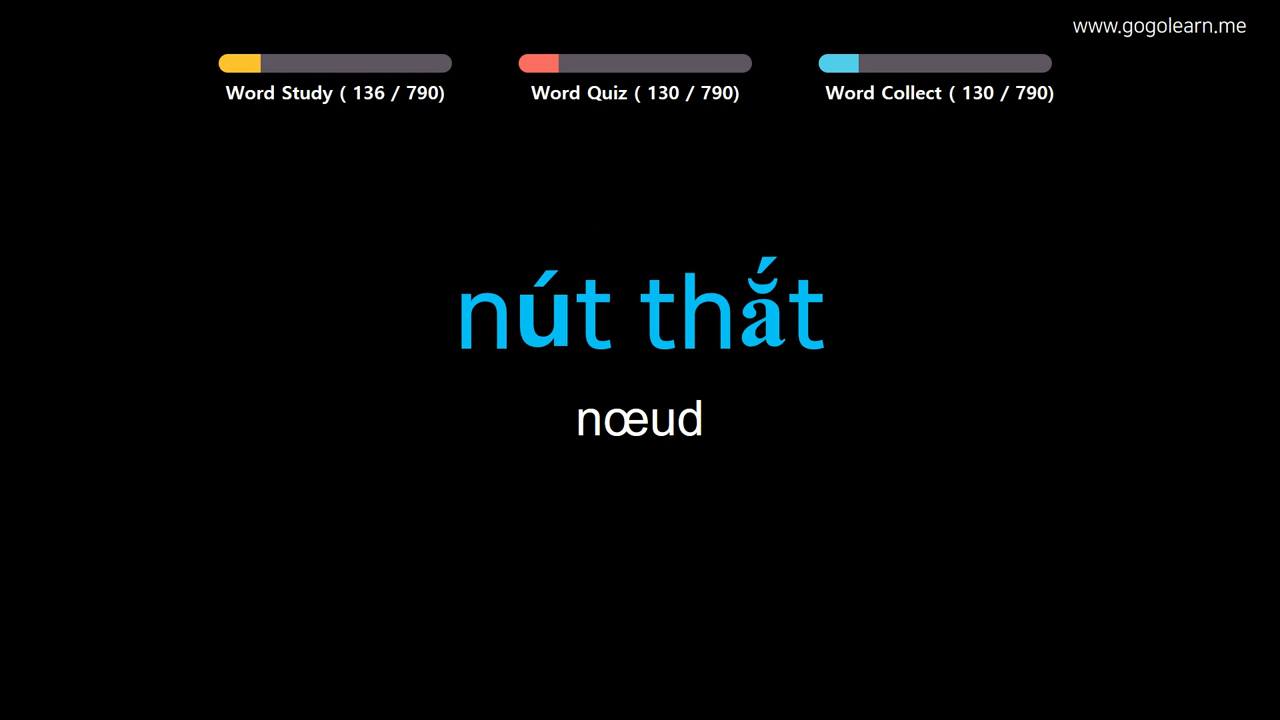 www.gogolearn.me
Word Study ( 136 / 790)
Word Quiz ( 130 / 790)
Word Collect ( 130 / 790)
nút thắt
nœud